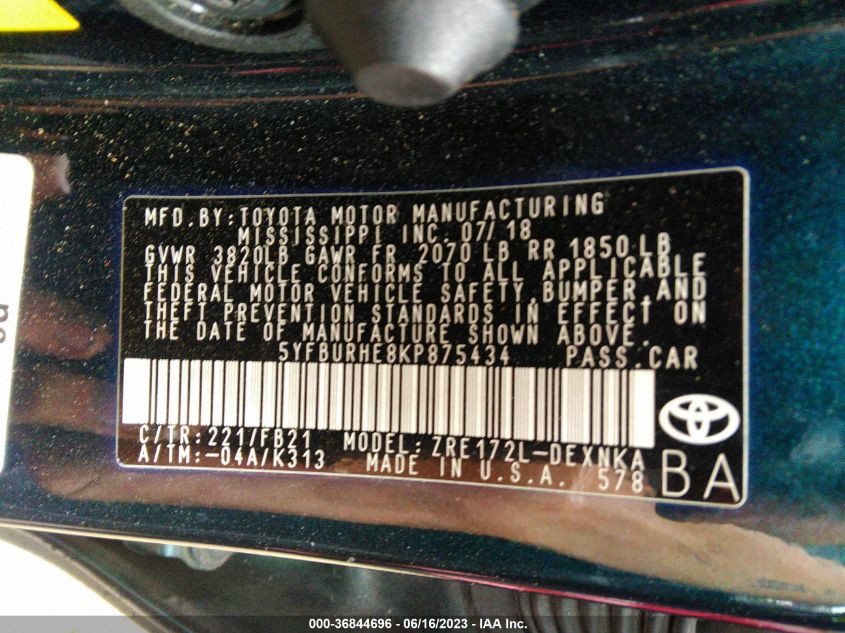 MFD.BY:TOYOTA MOTOR MANUFACTURING
MISSISSIPPI INC. 07/18
GVWR 3820LB GAWR FR 2070 LB RR 1850 LB
THIS VEHICLE CONFORMS TO ALL APPLICABLE
FEDERAL MOTOR VEHICLE SAFETY,BUMPER,AND
THEFT PREVENTION STANDARDS IN EFFECT ON
THE DATE OF MANUFACTURE SHOWN ABOVE.
5YFBURHE8KP875434 PASS.CAR
C/TR:221/FB21 MODEL:ZRE172L-DEXNKA
A/TM:-04A/K313 MADE IN U.S.A. 578
BA
000-36844696 - 06/16/2023 - IAA Inc.